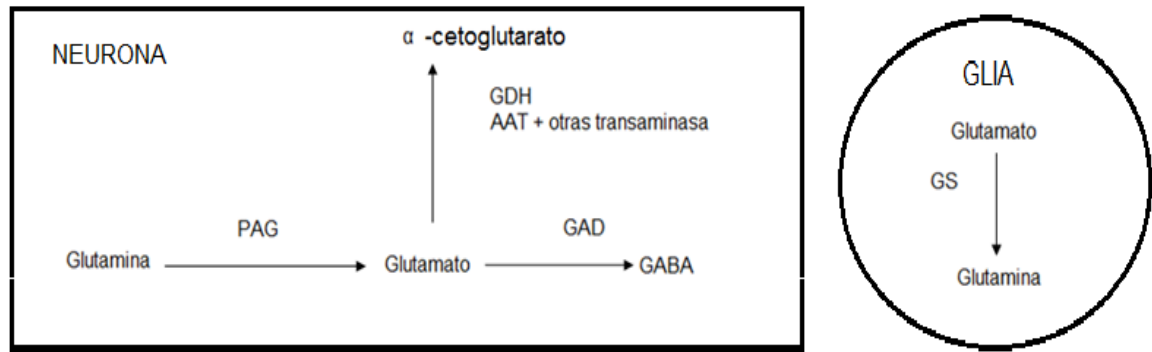 NEURONA
α -cetoglutarato
GDH
AAT + otras transaminasa
PAG
GAD
Glutamina
Glutamato
GABA
GLIA
Glutamato
GS
Glutamina